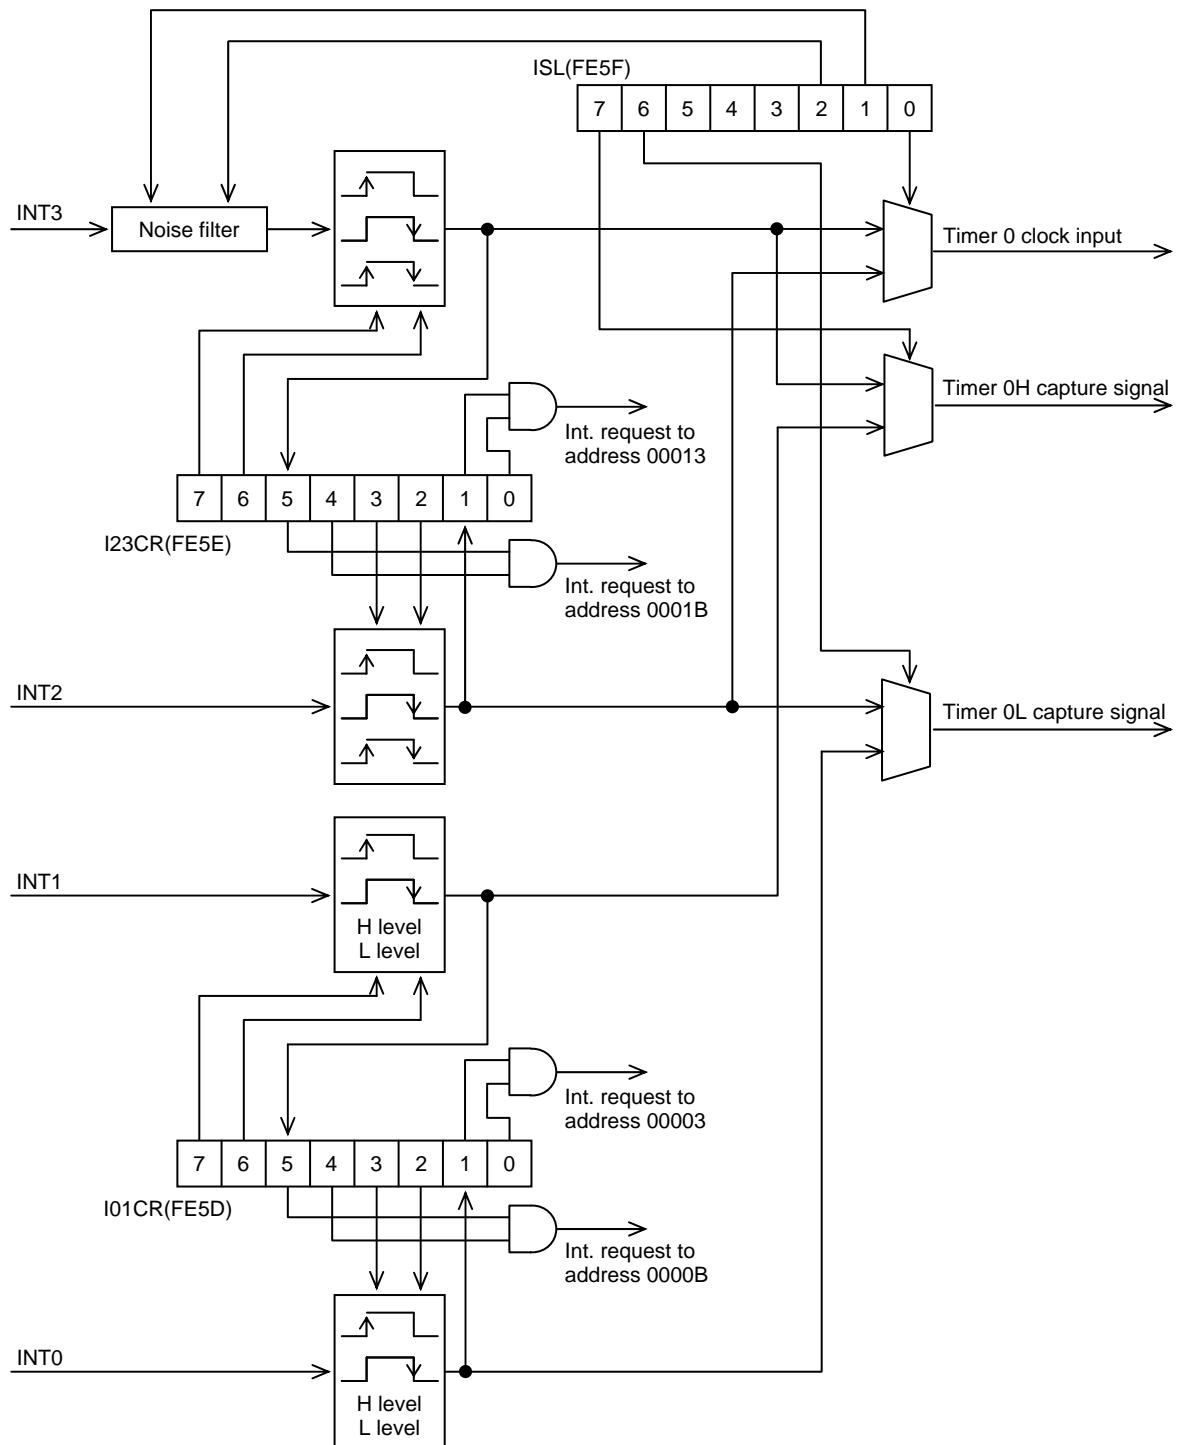 ISL(FE5F)
7 6 5 4 3 2 1 0
INT3
Noise filter
Timer 0 clock input
Timer 0H capture signal
Int. request to
address 00013
7 6 5 4 3 2 1 0
I23CR(FE5E)
Int. request to
address 0001B
INT2
Timer 0L capture signal
INT1
H level
L level
Int. request to
address 00003
7 6 5 4 3 2 1 0
I01CR(FE5D)
Int. request to
address 0000B
INT0
H level
L level